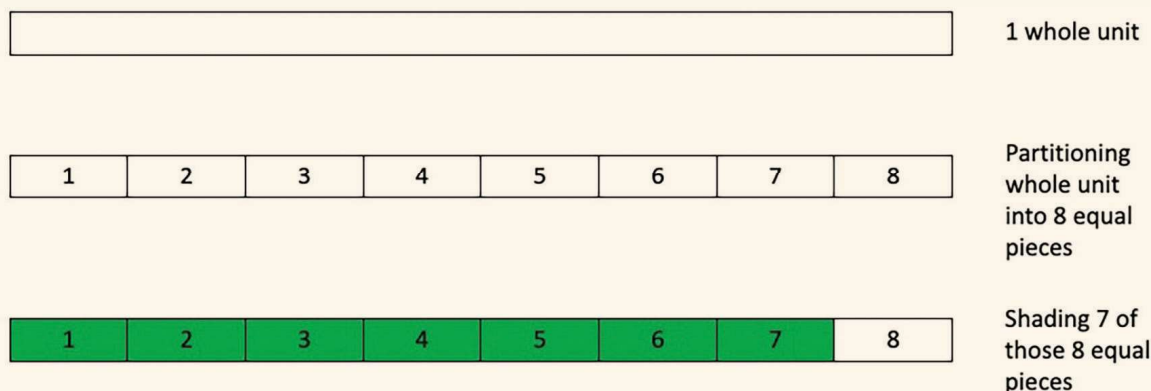 1 whole unit
1 2 3 4 5 6 7 8
Partitioning
whole unit
into 8 equal
pieces
1 2 3 4 5 6 7 8
Shading 7 of
those 8 equal
pieces